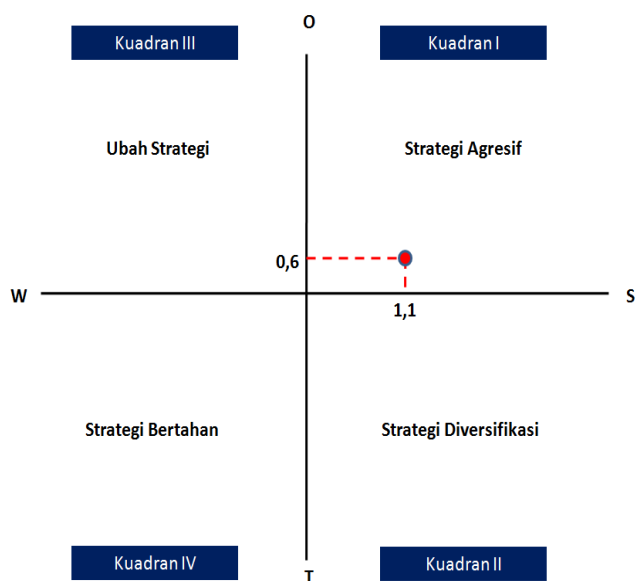 O
Kuadran III
Kuadran I
Ubah Strategi
Strategi Agresif
0,6
W
S
1,1
Strategi Bertahan
Strategi Diversifikasi
Kuadran IV
Kuadran II
T